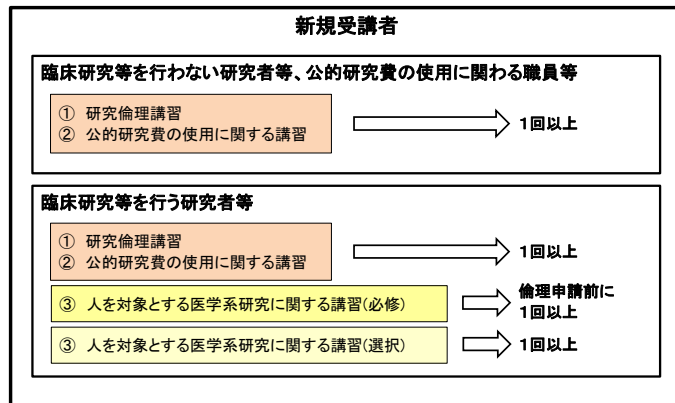 新規受講者
臨床研究等を行わない研究者等、公的研究費の使用に関わる職員等
① 研究倫理講習
② 公的研究費の使用に関する講習
1回以上
臨床研究等を行う研究者等
① 研究倫理講習
② 公的研究費の使用に関する講習
1回以上
③ 人を対象とする医学系研究に関する講習(必修)
倫理申請前に
1回以上
③ 人を対象とする医学系研究に関する講習(選択)
1回以上